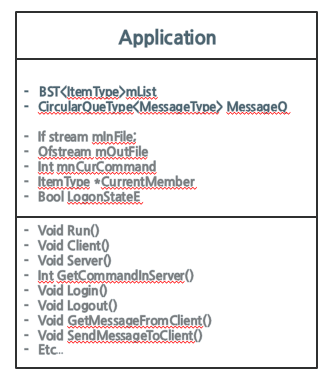 Application
- BST<ItemType>mList
- CircularQueType<MessageType> MessageQ
- If stream mInFile;
- Ofstream mOutFile
- Int mnCurCommand
- ItemType *CurrentMember
- Bool LogonStateE
- Void Run()
- Void Client()
- Void Server()
- Int GetCommandInServer()
- Void Login()
- Void Logout()
- Void GetMessageFromClient()
- Void SendMessageToClient()
- Etc…